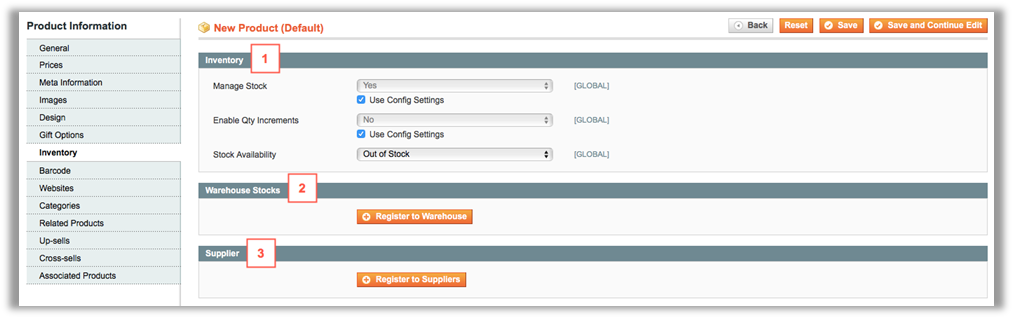 Product Information
General
Prices
Meta Information
Images
Design
Gift Options
Inventory
Barcode
Websites
Categories
Related Products
Up-sells
Cross-sells
Associated Products
New Product (Default)
Back Reset Save Save and Continue Edit
Inventory 1
Manage Stock Yes [GLOBAL]
Use Config Settings
Enable Qty Increments No [GLOBAL]
Use Config Settings
Stock Availability Out of Stock [GLOBAL]
Warehouse Stocks 2
Register to Warehouse
Supplier 3
Register to Suppliers